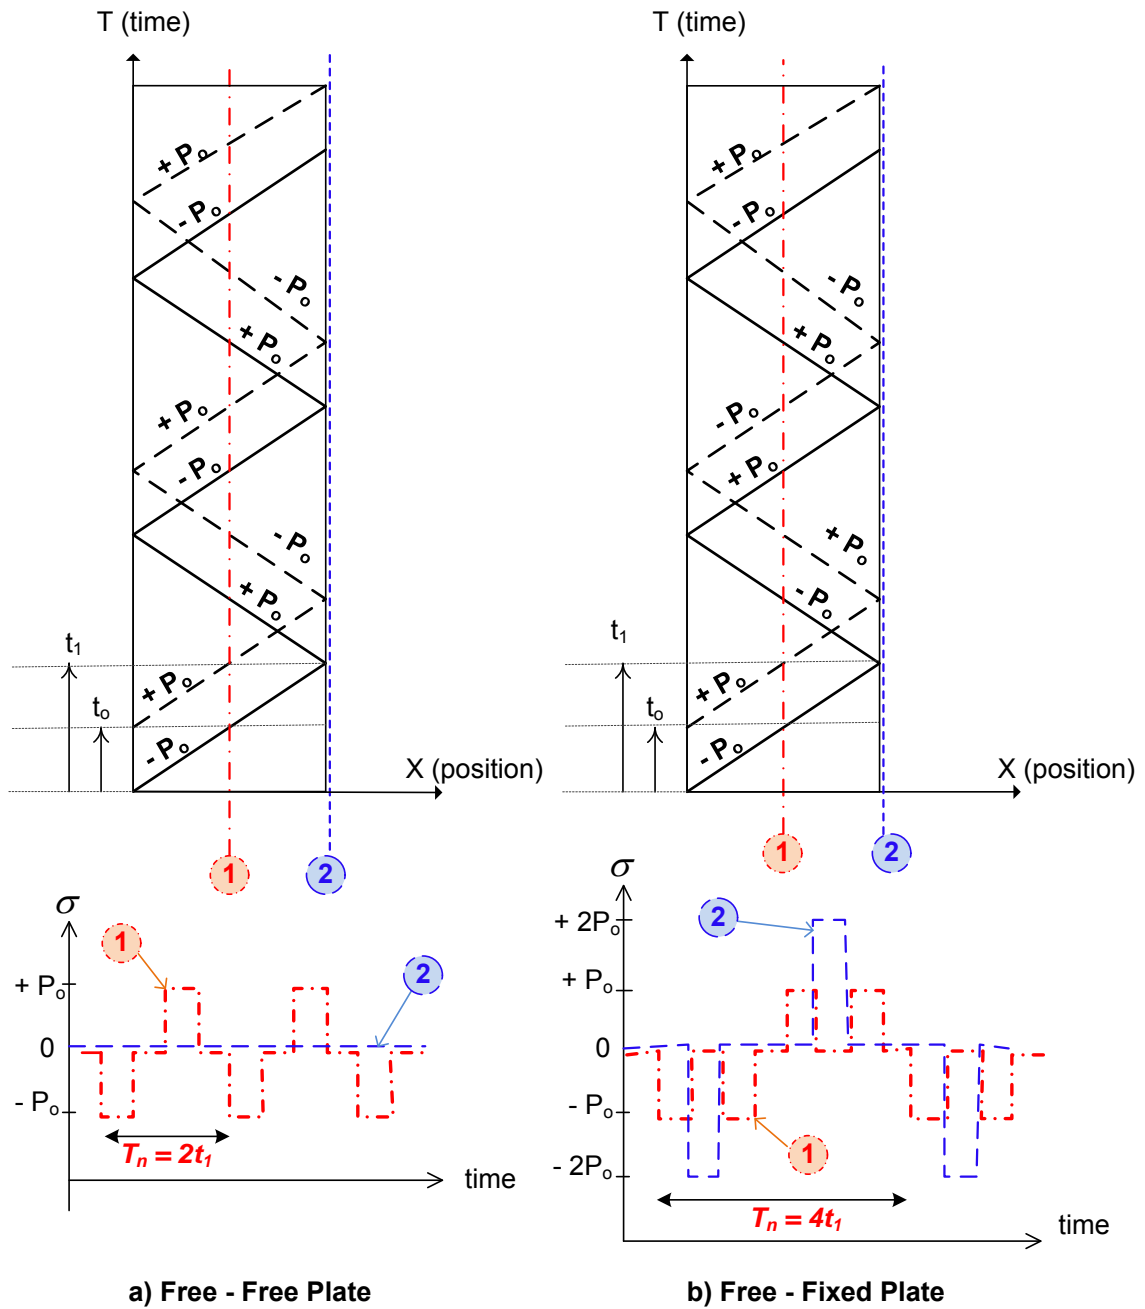 T (time)
+ Pₒ
- Pₒ
- Pₒ
+ Pₒ
+ Pₒ
- Pₒ
- Pₒ
+ Pₒ
t₁
+ Pₒ
tₒ
- Pₒ
X (position)
1
2
σ
1
2
+ Pₒ
0
- Pₒ
Tₙ = 2t₁
time
a) Free - Free Plate
T (time)
+ Pₒ
- Pₒ
- Pₒ
+ Pₒ
- Pₒ
+ Pₒ
+ Pₒ
- Pₒ
t₁
+ Pₒ
tₒ
- Pₒ
X (position)
1
2
σ
+ 2Pₒ
2
+ Pₒ
0
- Pₒ
1
- 2Pₒ
Tₙ = 4t₁
time
b) Free - Fixed Plate